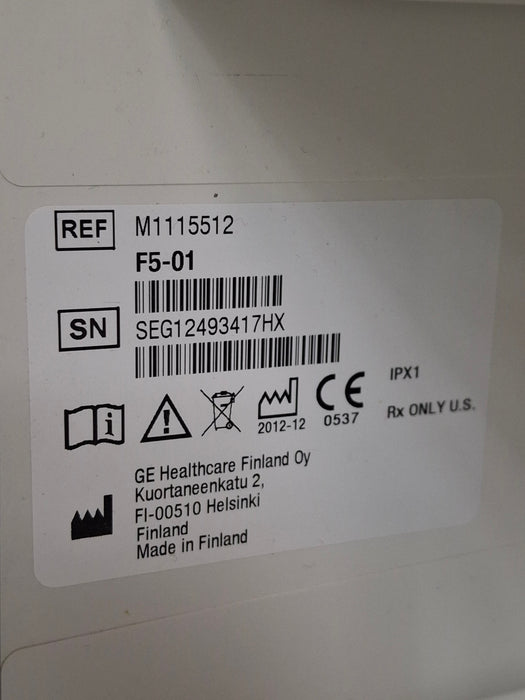 REF M1115512
F5-01
SN SEG12493417HX
IPX1
2012-12 CE 0537 Rx ONLY U.S.
GE Healthcare Finland Oy
Kuortaneenkatu 2,
FI-00510 Helsinki
Finland
Made in Finland